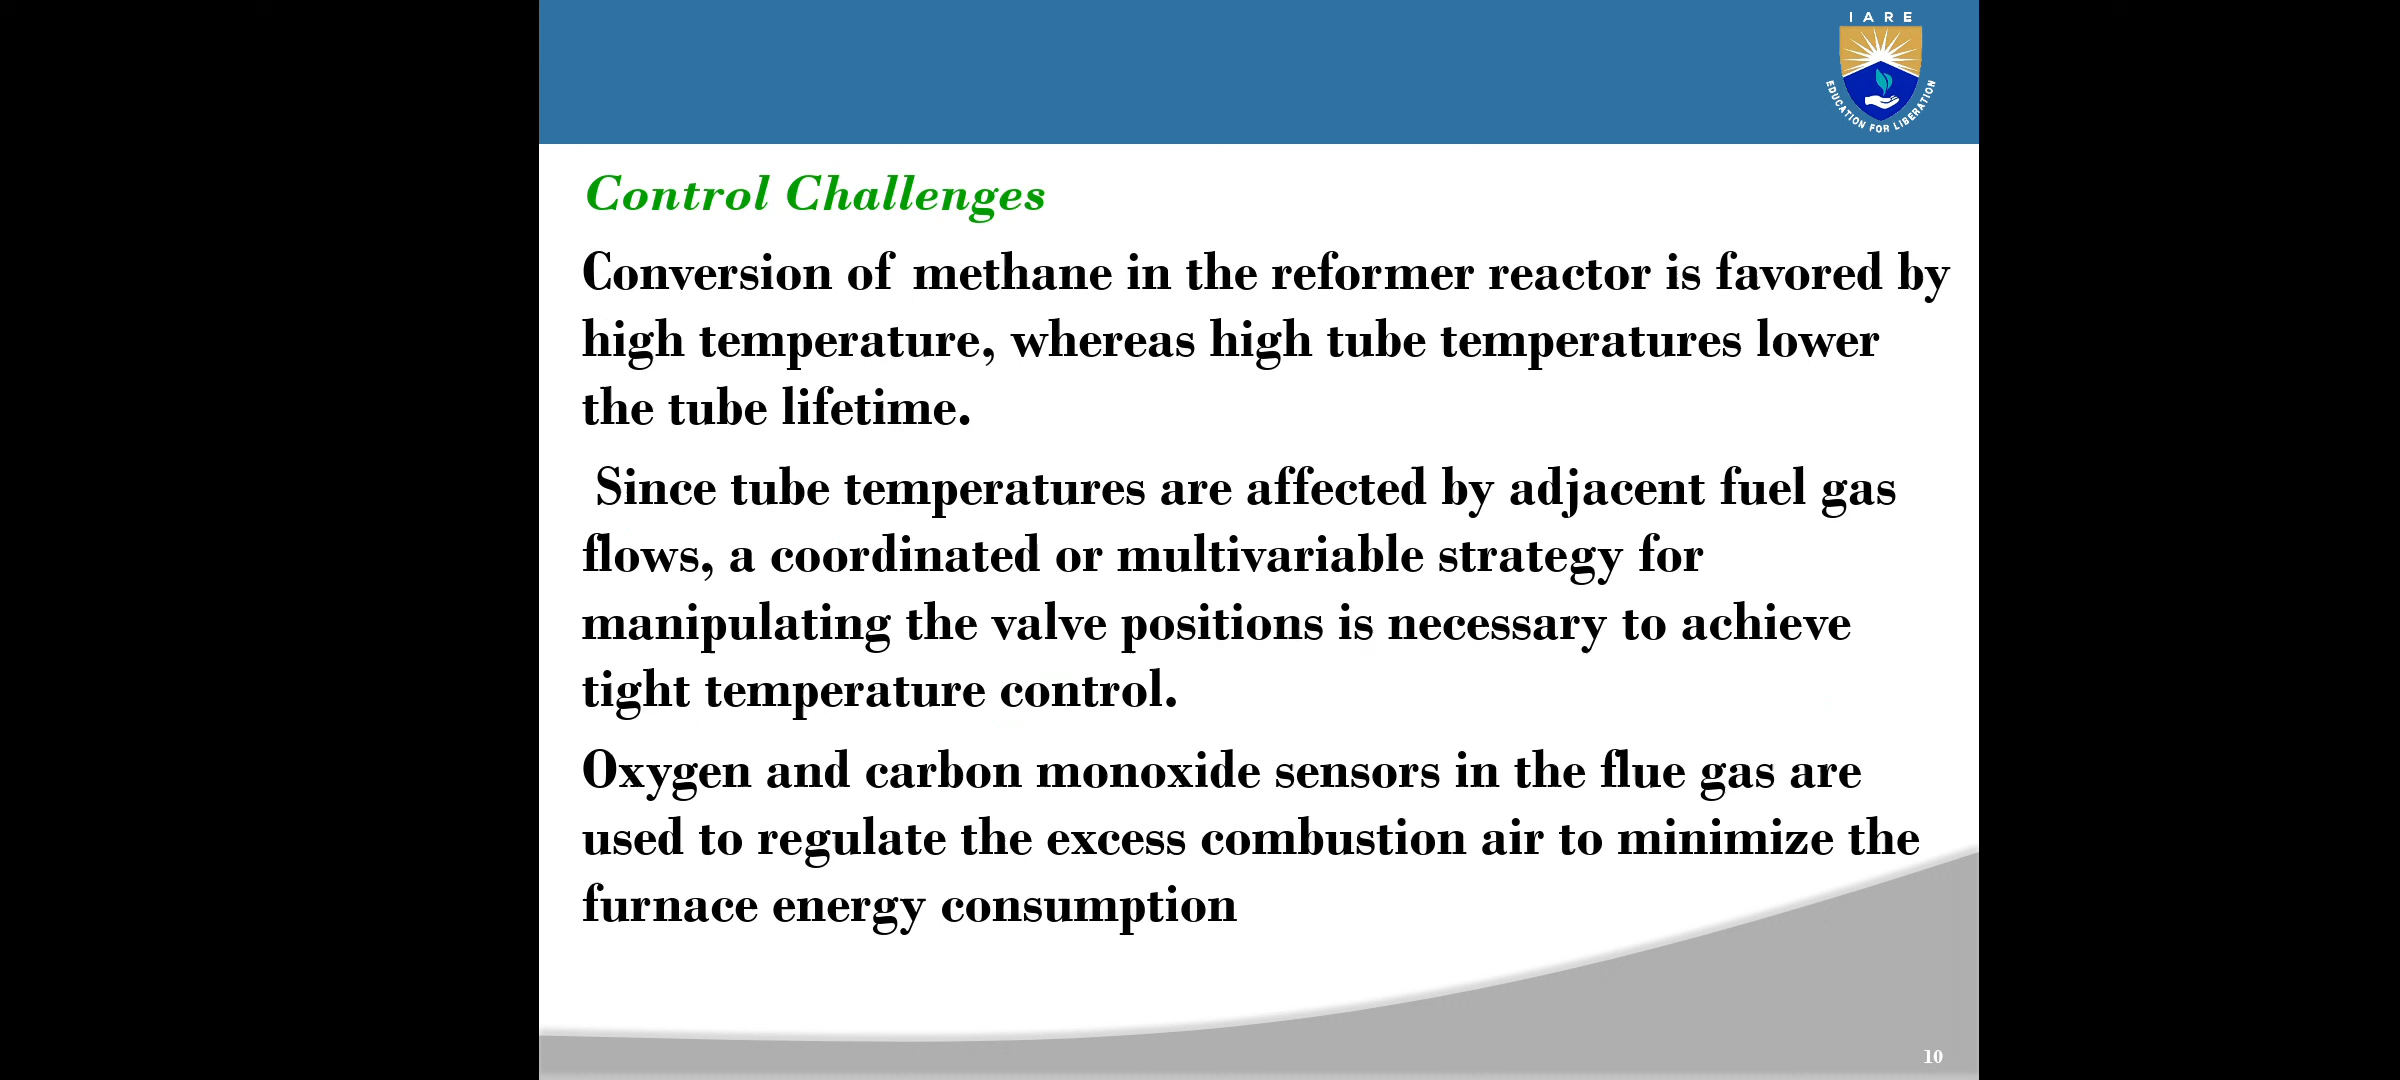 IARE
EDUCATION FOR LIBERATION
Control Challenges
Conversion of methane in the reformer reactor is favored by
high temperature, whereas high tube temperatures lower
the tube lifetime.
Since tube temperatures are affected by adjacent fuel gas
flows, a coordinated or multivariable strategy for
manipulating the valve positions is necessary to achieve
tight temperature control.
Oxygen and carbon monoxide sensors in the flue gas are
used to regulate the excess combustion air to minimize the
furnace energy consumption
10